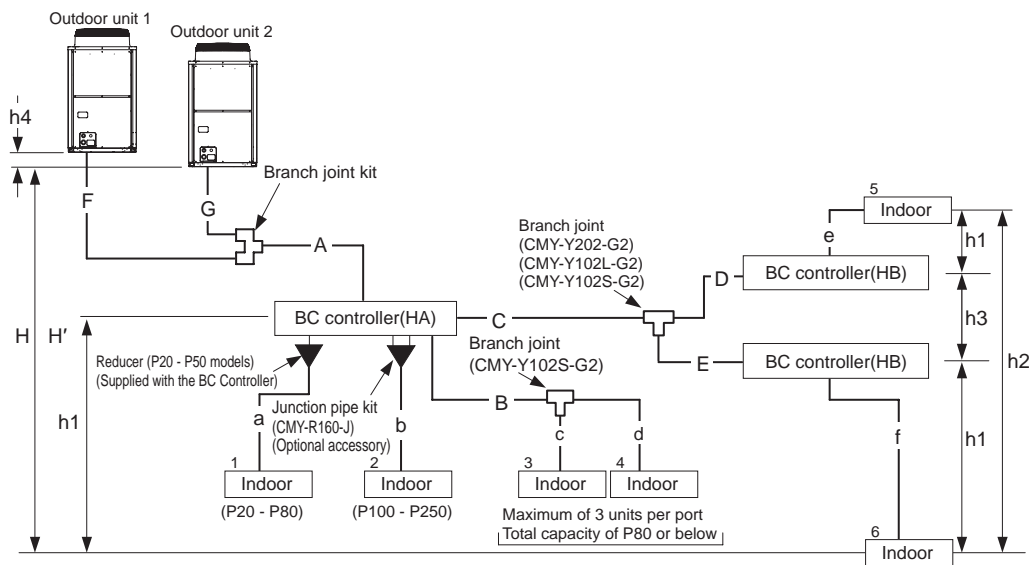 Outdoor unit 1
Outdoor unit 2
h4
Branch joint kit
F
G
A
H
H′
5
Indoor
e
h1
Branch joint
(CMY-Y202-G2)
(CMY-Y102L-G2)
(CMY-Y102S-G2)
D
BC controller(HB)
BC controller(HA)
C
h3
h2
Reducer (P20 - P50 models)
(Supplied with the BC Controller)
Branch joint
(CMY-Y102S-G2)
E
BC controller(HB)
h1
a
Junction pipe kit
(CMY-R160-J)
(Optional accessory)
b
B
c
d
f
h1
1
Indoor
(P20 - P80)
2
Indoor
(P100 - P250)
3
Indoor
4
Indoor
Maximum of 3 units per port
Total capacity of P80 or below
6
Indoor